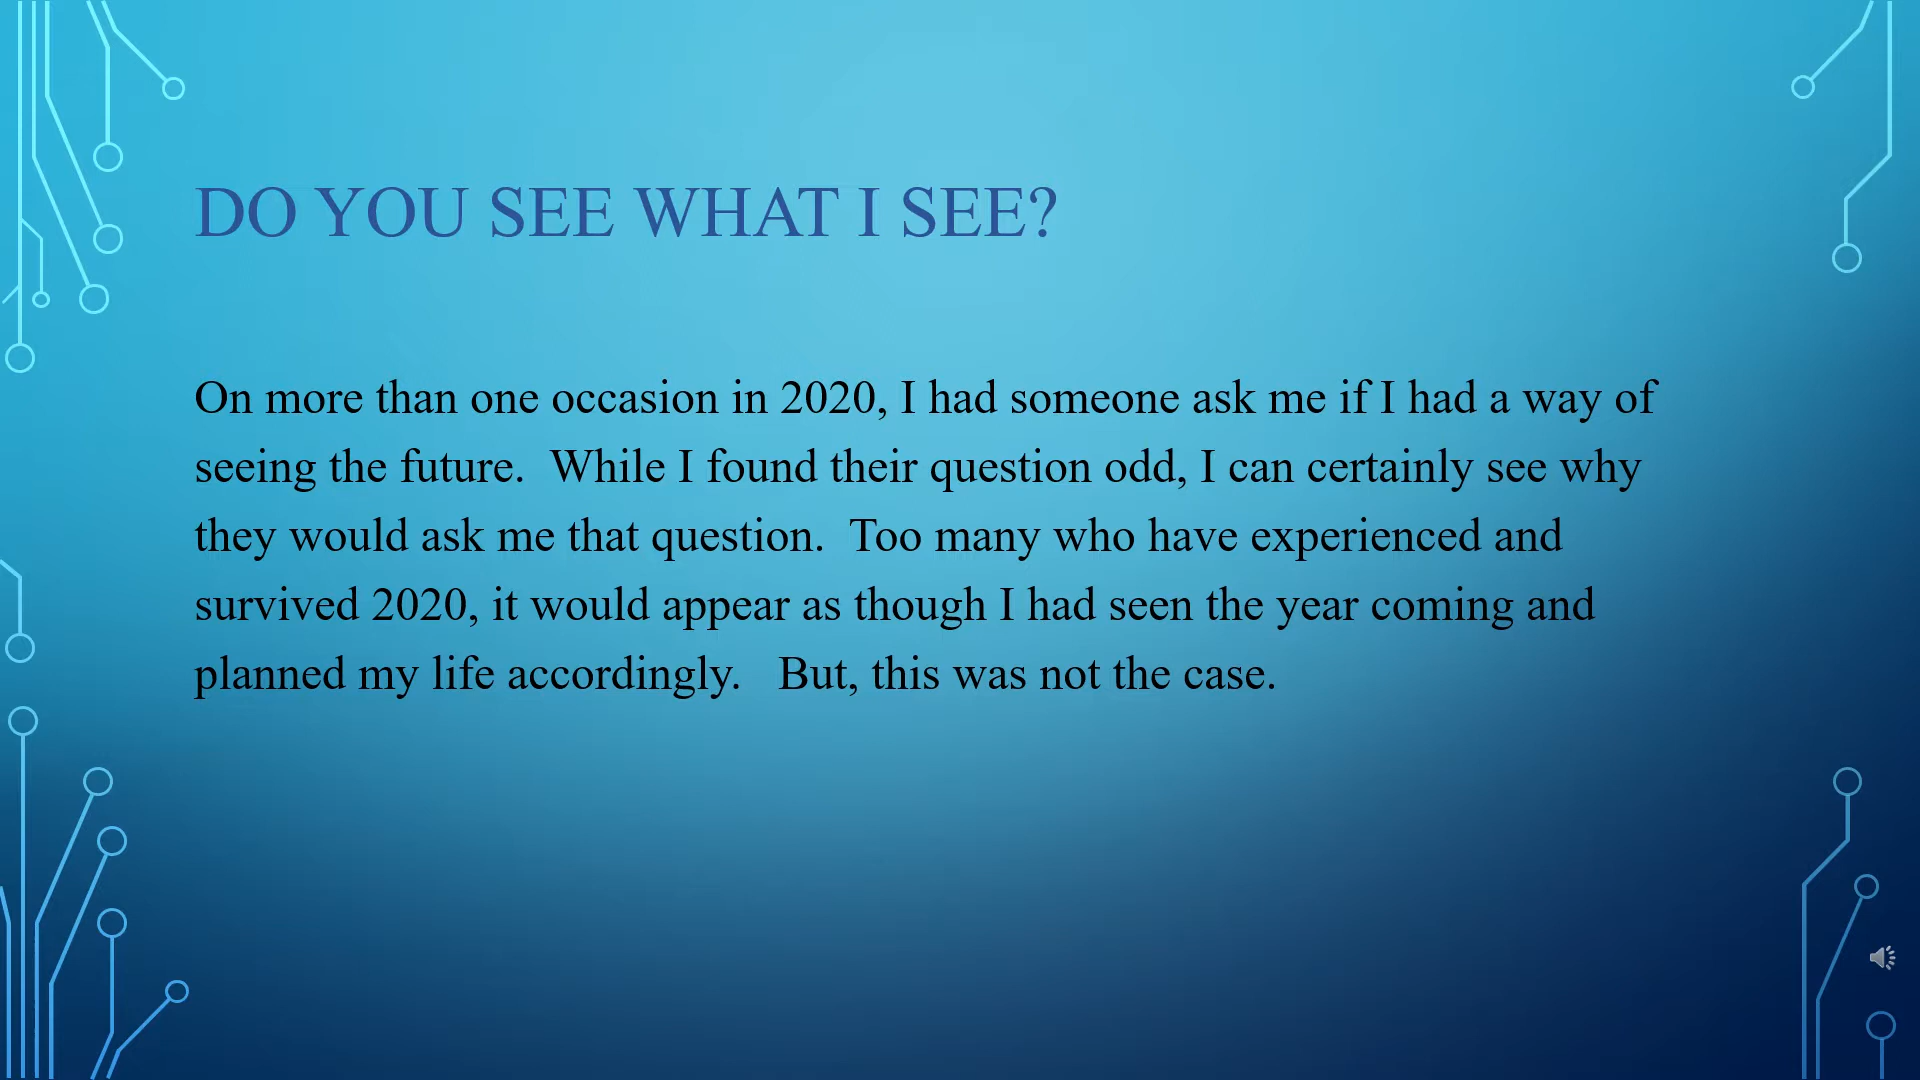 DO YOU SEE WHAT I SEE?
On more than one occasion in 2020, I had someone ask me if I had a way of
seeing the future.  While I found their question odd, I can certainly see why
they would ask me that question.  Too many who have experienced and
survived 2020, it would appear as though I had seen the year coming and
planned my life accordingly.   But, this was not the case.